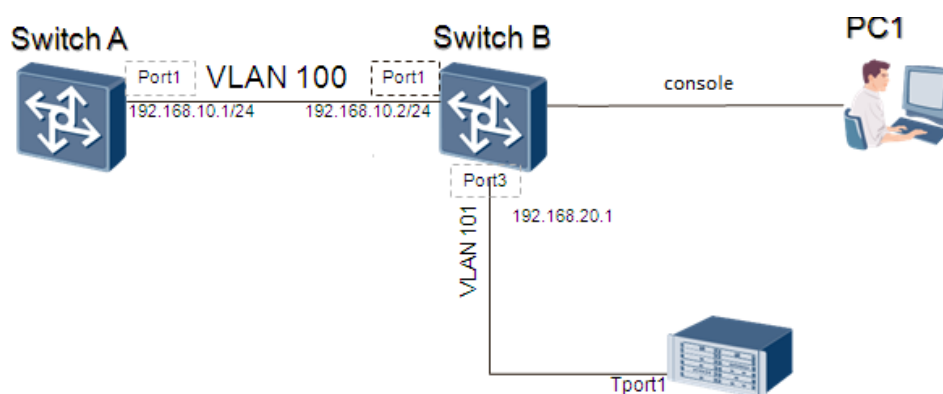 Switch A
Switch B
PC1
Port1
VLAN 100
Port1
console
192.168.10.1/24
192.168.10.2/24
Port3
VLAN 101
192.168.20.1
Tport1